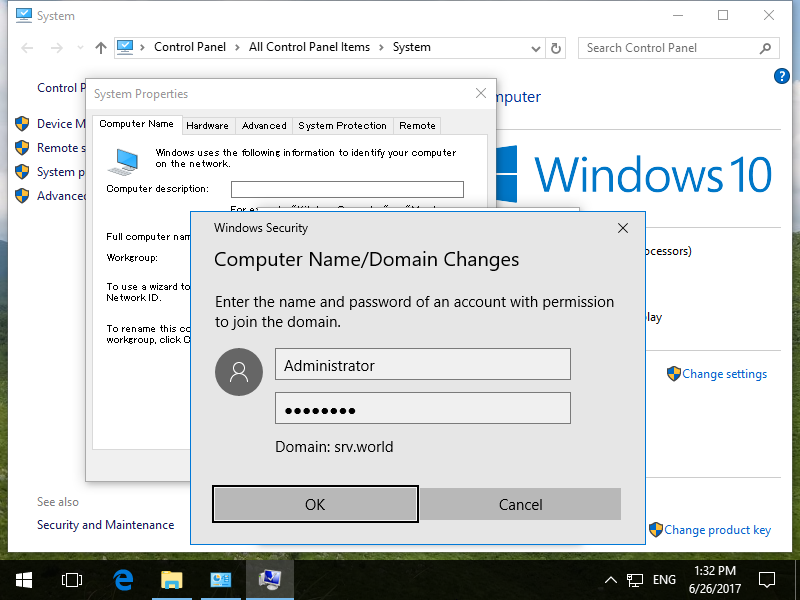 System
Control Panel
All Control Panel Items
System
Search Control Panel
Control P
System Properties
mputer
Device M
Remote s
System p
Advanced
Computer Name
Hardware
Advanced
System Protection
Remote
Windows uses the following information to identify your computer
on the network.
Computer description:
Windows 10
Full computer nam
Workgroup:
To use a wizard to
Network ID.
To rename this co
workgroup, click C
ocessors)
play
Windows Security
Computer Name/Domain Changes
Enter the name and password of an account with permission
to join the domain.
Administrator
Domain: srv.world
OK
Cancel
Change settings
See also
Security and Maintenance
Change product key
ENG
1:32 PM
6/26/2017